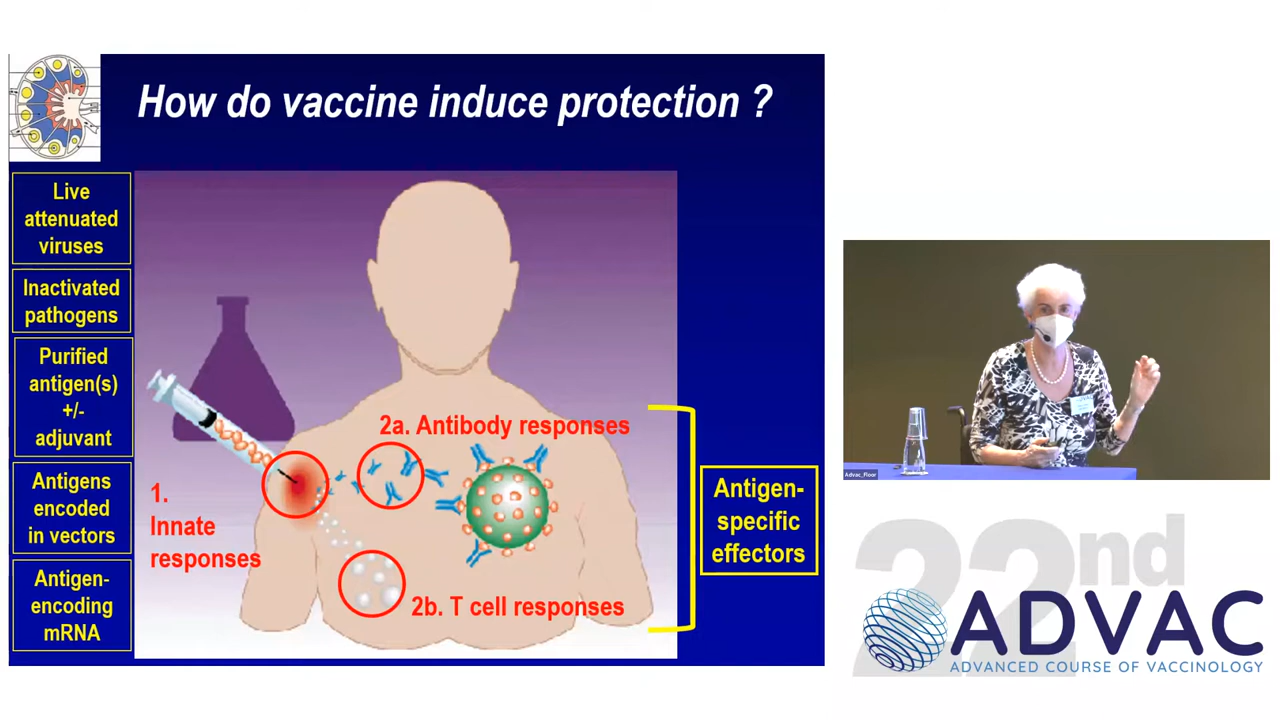 How do vaccine induce protection ?
Live
attenuated
viruses
Inactivated
pathogens
Purified
antigen(s)
+/-
adjuvant
Antigens
encoded
in vectors
Antigen-
encoding
mRNA
1.
Innate
responses
2a. Antibody responses
2b. T cell responses
Antigen-
specific
effectors
Advac_Floor
22nd
ADVAC
ADVANCED COURSE OF VACCINOLOGY